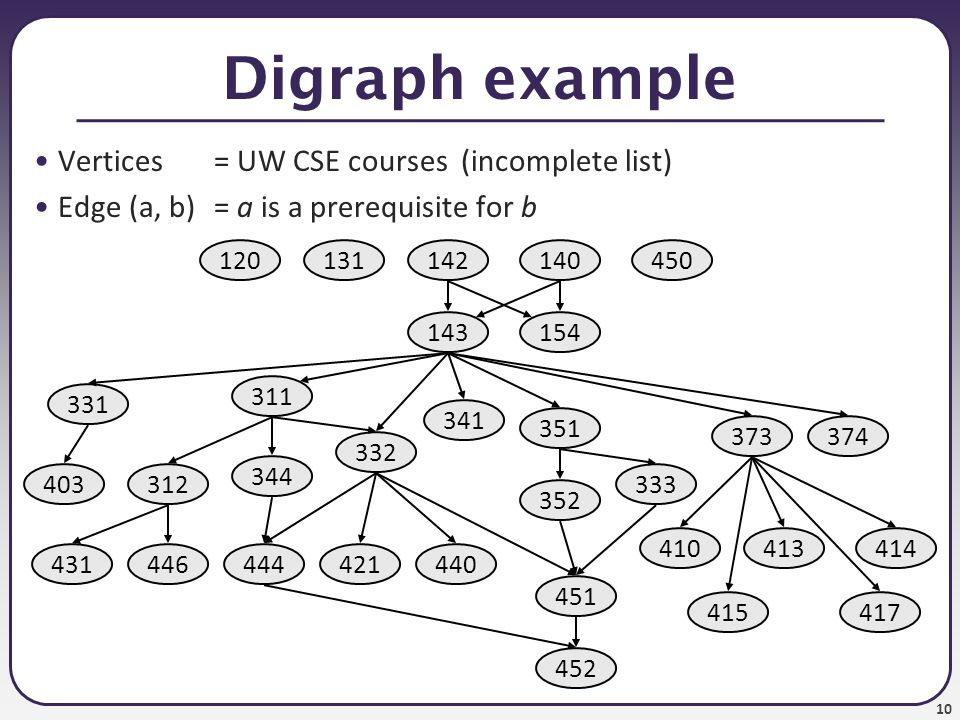 Digraph example
• Vertices = UW CSE courses (incomplete list)
• Edge (a, b) = a is a prerequisite for b
120 131 142 140 450
143 154
331 311 341 351 373 374
332
403 312 344 352 333
431 446 444 421 440 410 413 414
451 415 417
452
10